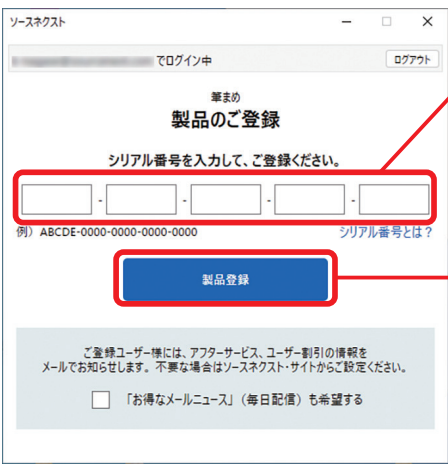 ソースネクスト
でログイン中
ログアウト
筆まめ
製品のご登録
シリアル番号を入力して、ご登録ください。
- - - -
例）ABCDE-0000-0000-0000-0000
シリアル番号とは?
製品登録
ご登録ユーザー様には、アフターサービス、ユーザー割引の情報を
メールでお知らせします。不要な場合はソースネクスト・サイトからご設定ください。
「お得なメールニュース」（毎日配信）も希望する